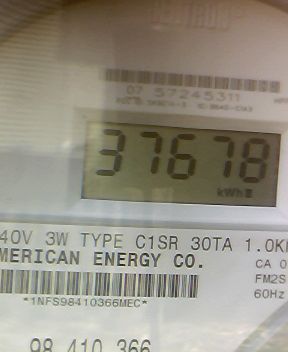 CENTRON
07 57245311
37678
kWh
40V 3W TYPE C1SR 30TA 1.0K
MERICAN ENERGY CO.
CA 0
FM2S
*1NFS98410366MEC*
60Hz
98 410 366